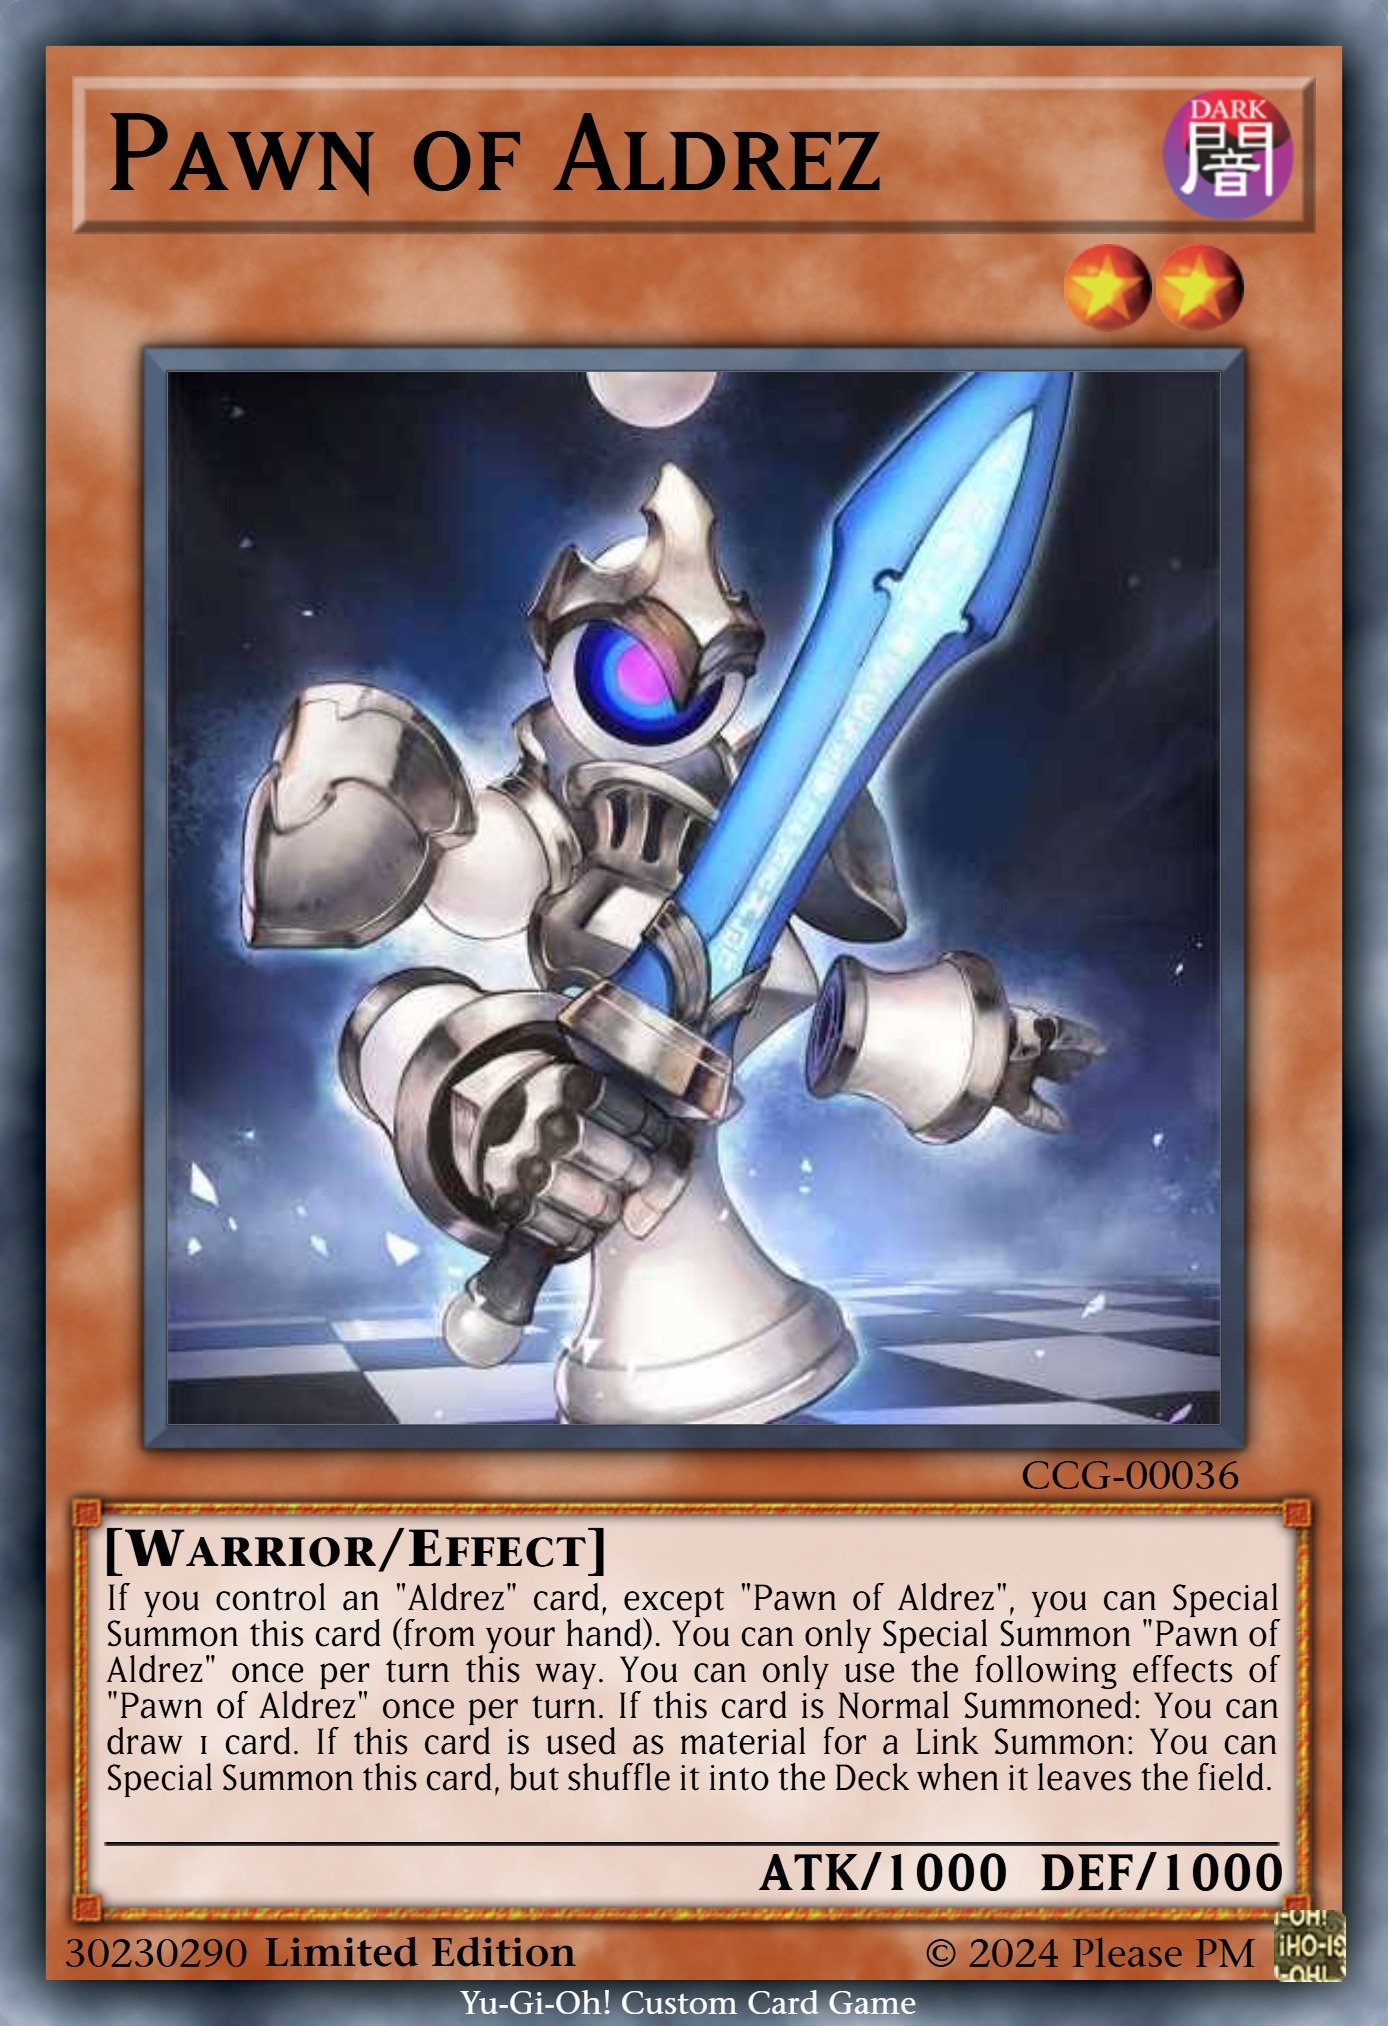 Pawn of Aldrez
DARK
闇
CCG-00036
[Warrior/Effect]
If you control an "Aldrez" card, except "Pawn of Aldrez", you can Special
Summon this card (from your hand). You can only Special Summon "Pawn of
Aldrez" once per turn this way. You can only use the following effects of
"Pawn of Aldrez" once per turn. If this card is Normal Summoned: You can
draw 1 card. If this card is used as material for a Link Summon: You can
Special Summon this card, but shuffle it into the Deck when it leaves the field.
ATK/1000 DEF/1000
30230290 Limited Edition
© 2024 Please PM
Yu-Gi-Oh! Custom Card Game